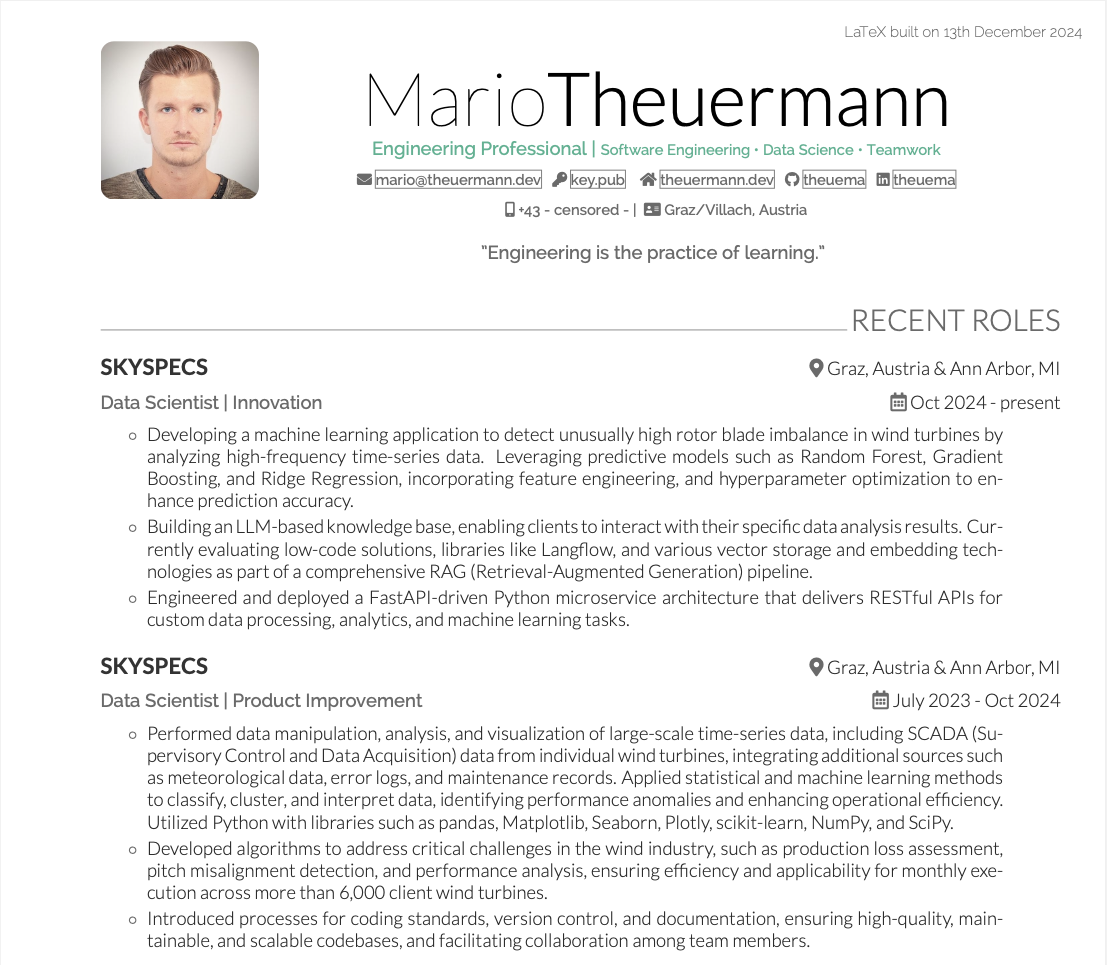 LaTeX built on 13th December 2024
MarioTheuermann
Engineering Professional | Software Engineering • Data Science • Teamwork
mario@theuermann.dev key.pub theuermann.dev theuema theuema
+43 - censored - | Graz/Villach, Austria
"Engineering is the practice of learning."
RECENT ROLES
SKYSPECS Graz, Austria & Ann Arbor, MI
Data Scientist | Innovation Oct 2024 - present
◦ Developing a machine learning application to detect unusually high rotor blade imbalance in wind turbines by
analyzing high-frequency time-series data. Leveraging predictive models such as Random Forest, Gradient
Boosting, and Ridge Regression, incorporating feature engineering, and hyperparameter optimization to en-
hance prediction accuracy.
◦ Building an LLM-based knowledge base, enabling clients to interact with their specific data analysis results. Cur-
rently evaluating low-code solutions, libraries like Langflow, and various vector storage and embedding tech-
nologies as part of a comprehensive RAG (Retrieval-Augmented Generation) pipeline.
◦ Engineered and deployed a FastAPI-driven Python microservice architecture that delivers RESTful APIs for
custom data processing, analytics, and machine learning tasks.
SKYSPECS Graz, Austria & Ann Arbor, MI
Data Scientist | Product Improvement July 2023 - Oct 2024
◦ Performed data manipulation, analysis, and visualization of large-scale time-series data, including SCADA (Su-
pervisory Control and Data Acquisition) data from individual wind turbines, integrating additional sources such
as meteorological data, error logs, and maintenance records. Applied statistical and machine learning methods
to classify, cluster, and interpret data, identifying performance anomalies and enhancing operational efficiency.
Utilized Python with libraries such as pandas, Matplotlib, Seaborn, Plotly, scikit-learn, NumPy, and SciPy.
◦ Developed algorithms to address critical challenges in the wind industry, such as production loss assessment,
pitch misalignment detection, and performance analysis, ensuring efficiency and applicability for monthly exe-
cution across more than 6,000 client wind turbines.
◦ Introduced processes for coding standards, version control, and documentation, ensuring high-quality, main-
tainable, and scalable codebases, and facilitating collaboration among team members.